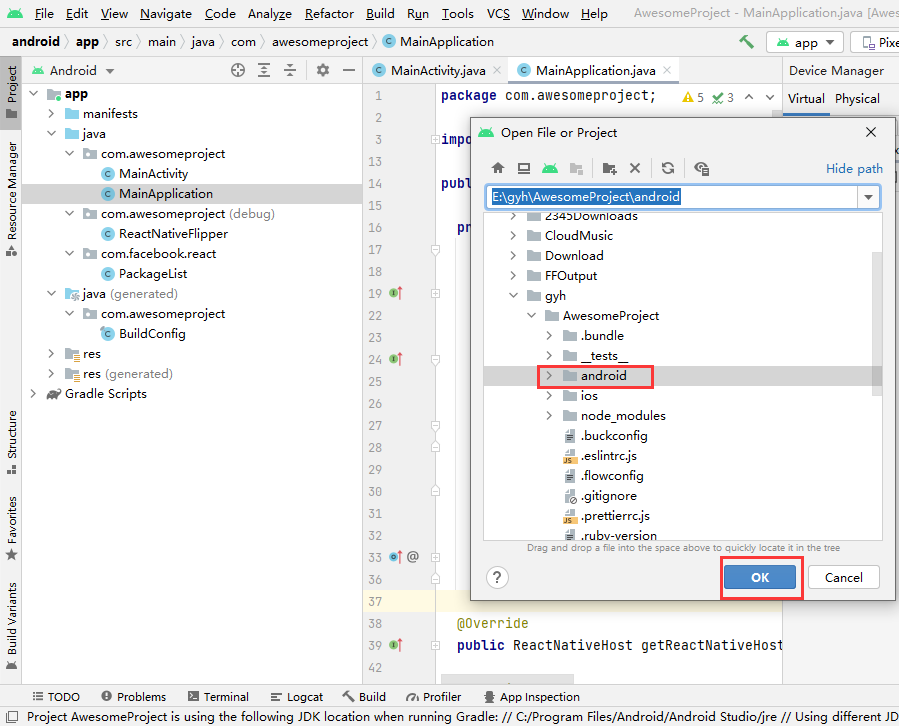 File Edit View Navigate Code Analyze Refactor Build Run Tools VCS Window Help AwesomeProject - MainApplication.java [Awes
android app src main java com awesomeproject MainApplication app Pixe
Project
Resource Manager
Structure
Favorites
Build Variants
Android
app
manifests
java
com.awesomeproject
MainActivity
MainApplication
com.awesomeproject (debug)
ReactNativeFlipper
com.facebook.react
PackageList
java (generated)
com.awesomeproject
BuildConfig
res
res (generated)
Gradle Scripts
MainActivity.java MainApplication.java
1 package com.awesomeproject; 5 3
2
3 impo
13
14 publ
15
16 pr
17
18
19
22
23
24
25
26
27
28
29
30
31
32
33 @
36
37
38 @Override
39 public ReactNativeHost getReactNativeHost
42
Device Manager
Virtual Physical
Open File or Project
Hide path
E:\gyh\AwesomeProject\android
2345Downloads
CloudMusic
Download
FFOutput
gyh
AwesomeProject
.bundle
__tests__
android
ios
node_modules
.buckconfig
.eslintrc.js
.flowconfig
.gitignore
.prettierrc.js
.ruby-version
Drag and drop a file into the space above to quickly locate it in the tree
? OK Cancel
TODO Problems Terminal Logcat Build Profiler App Inspection
Project AwesomeProject is using the following JDK location when running Gradle: // C:/Program Files/Android/Android Studio/jre // Using different JD